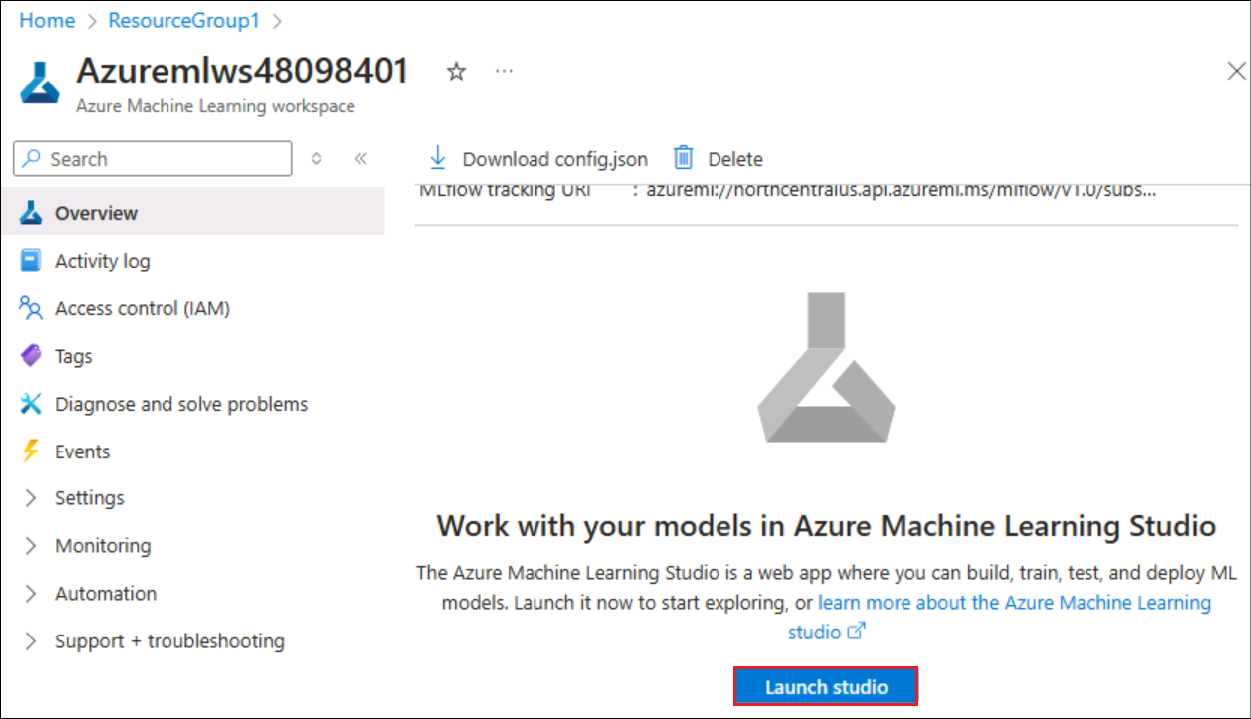 Home > ResourceGroup1 >
Azuremlws48098401
Azure Machine Learning workspace
Search
Download config.json
Delete
MLflow tracking URI : azureml://northcentralus.api.azureml.ms/mlflow/v1.0/subs...
Overview
Activity log
Access control (IAM)
Tags
Diagnose and solve problems
Events
Settings
Monitoring
Automation
Support + troubleshooting
Work with your models in Azure Machine Learning Studio
The Azure Machine Learning Studio is a web app where you can build, train, test, and deploy ML
models. Launch it now to start exploring, or learn more about the Azure Machine Learning
studio
Launch studio